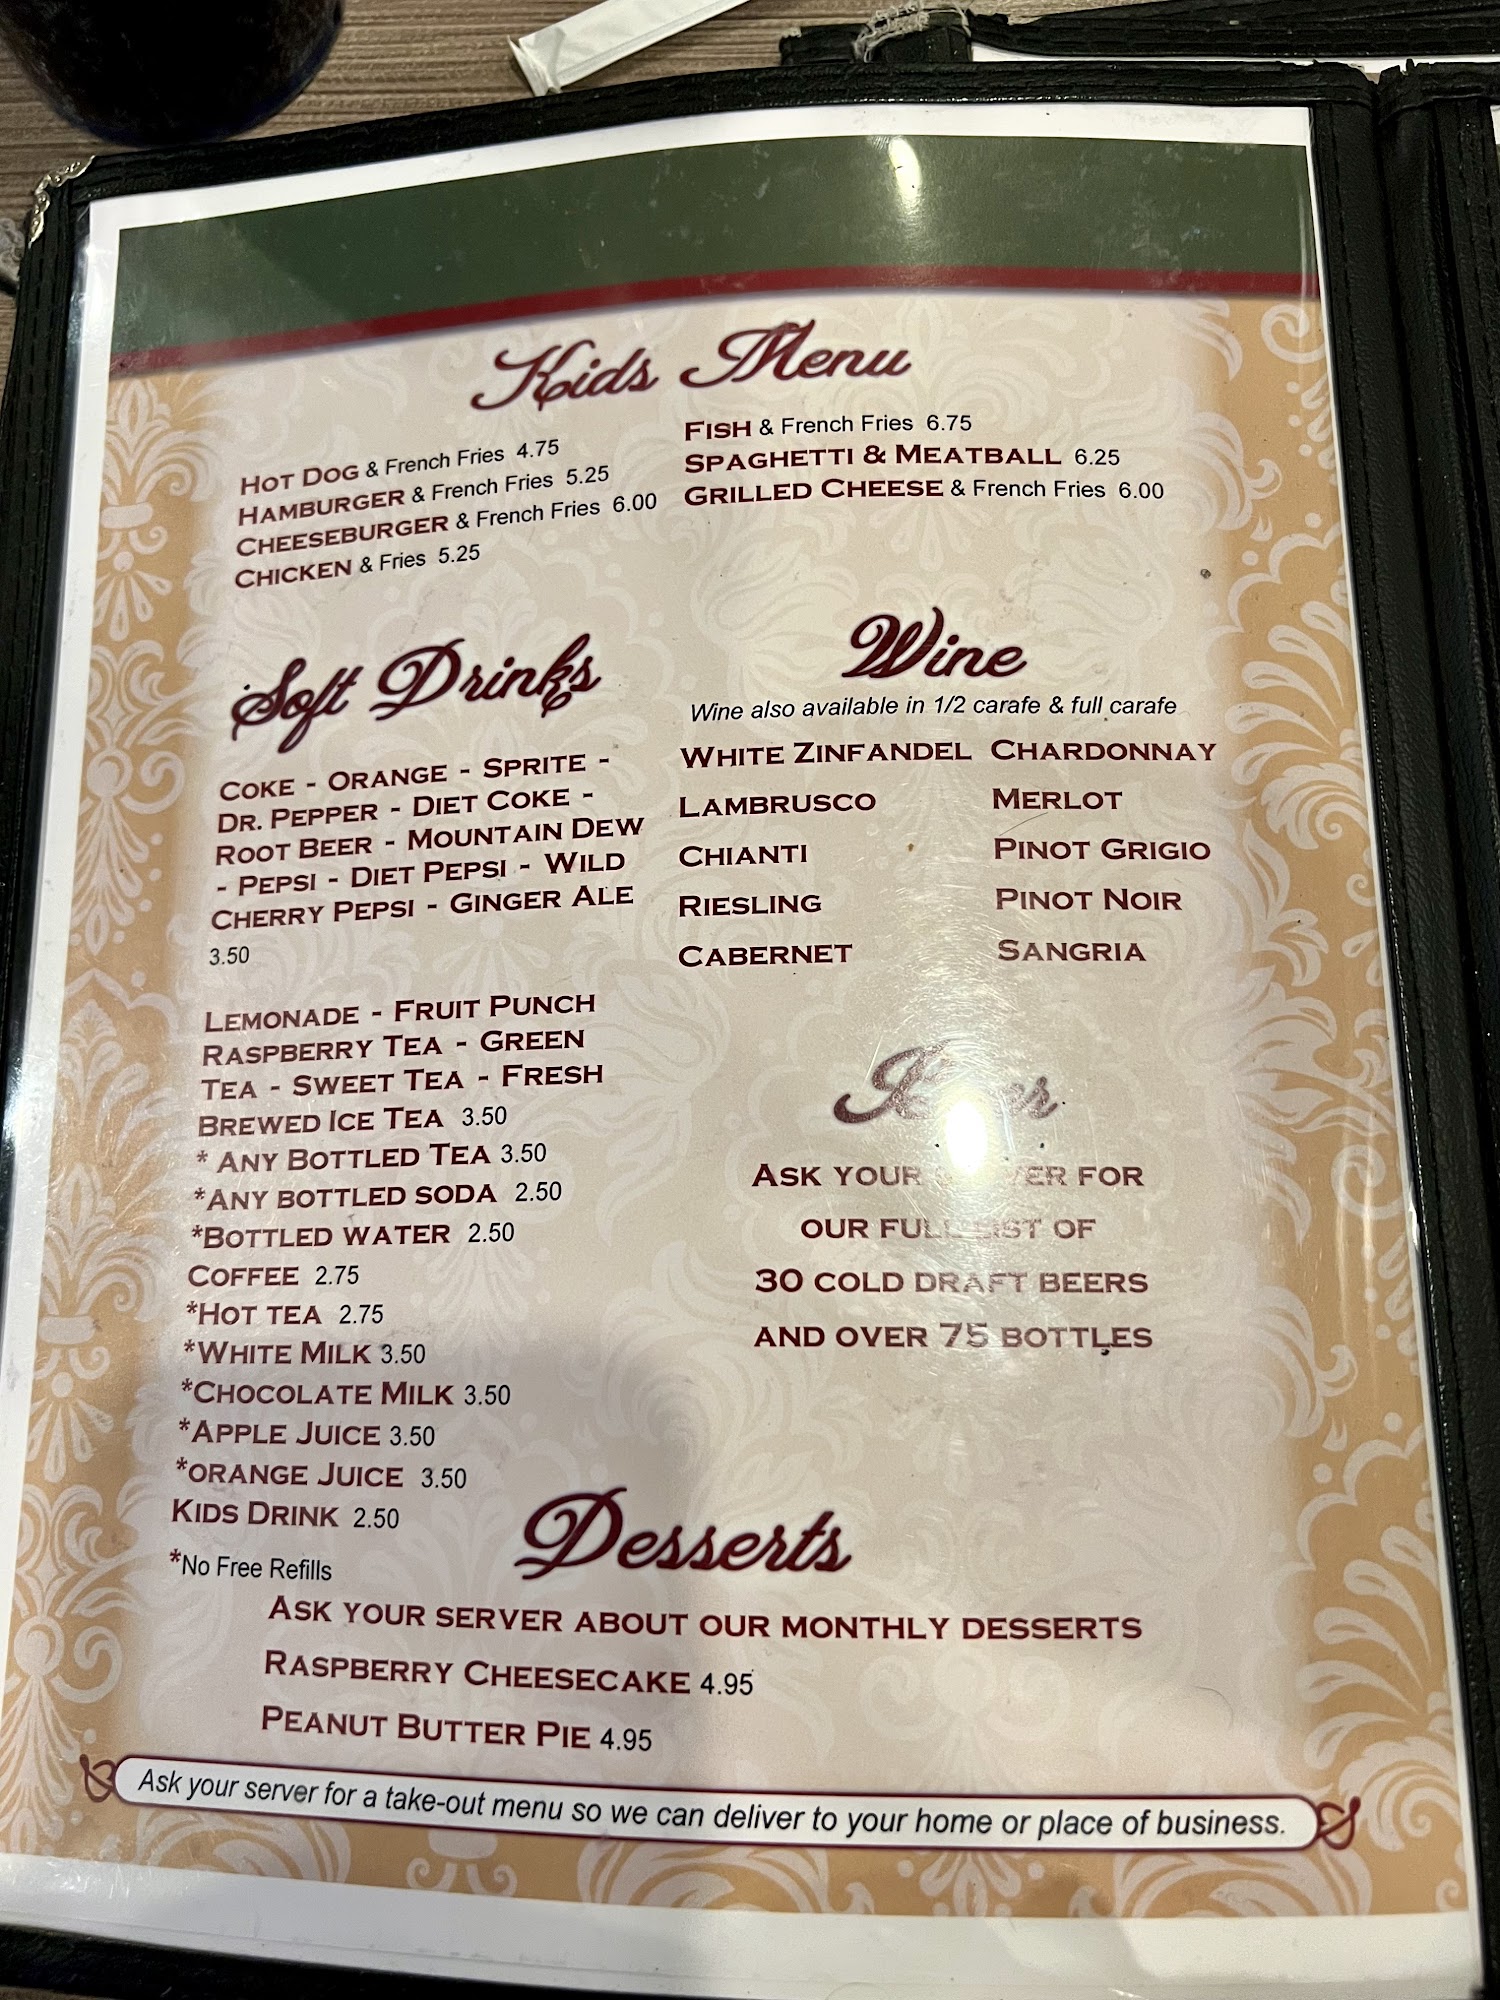 Kids Menu
HOT DOG & French Fries 4.75
HAMBURGER & French Fries 5.25
CHEESEBURGER & French Fries 6.00
CHICKEN & Fries 5.25
FISH & French Fries 6.75
SPAGHETTI & MEATBALL 6.25
GRILLED CHEESE & French Fries 6.00
Soft Drinks
COKE - ORANGE - SPRITE -
DR. PEPPER - DIET COKE -
ROOT BEER - MOUNTAIN DEW
- PEPSI - DIET PEPSI - WILD
CHERRY PEPSI - GINGER ALE
3.50
LEMONADE - FRUIT PUNCH
RASPBERRY TEA - GREEN
TEA - SWEET TEA - FRESH
BREWED ICE TEA 3.50
* ANY BOTTLED TEA 3.50
*ANY BOTTLED SODA 2.50
*BOTTLED WATER 2.50
COFFEE 2.75
*HOT TEA 2.75
*WHITE MILK 3.50
*CHOCOLATE MILK 3.50
*APPLE JUICE 3.50
*ORANGE JUICE 3.50
KIDS DRINK 2.50
*No Free Refills
Wine
Wine also available in 1/2 carafe & full carafe
WHITE ZINFANDEL CHARDONNAY
LAMBRUSCO MERLOT
CHIANTI PINOT GRIGIO
RIESLING PINOT NOIR
CABERNET SANGRIA
Beer
ASK YOUR SERVER FOR
OUR FULL LIST OF
30 COLD DRAFT BEERS
AND OVER 75 BOTTLES
Desserts
ASK YOUR SERVER ABOUT OUR MONTHLY DESSERTS
RASPBERRY CHEESECAKE 4.95
PEANUT BUTTER PIE 4.95
Ask your server for a take-out menu so we can deliver to your home or place of business.